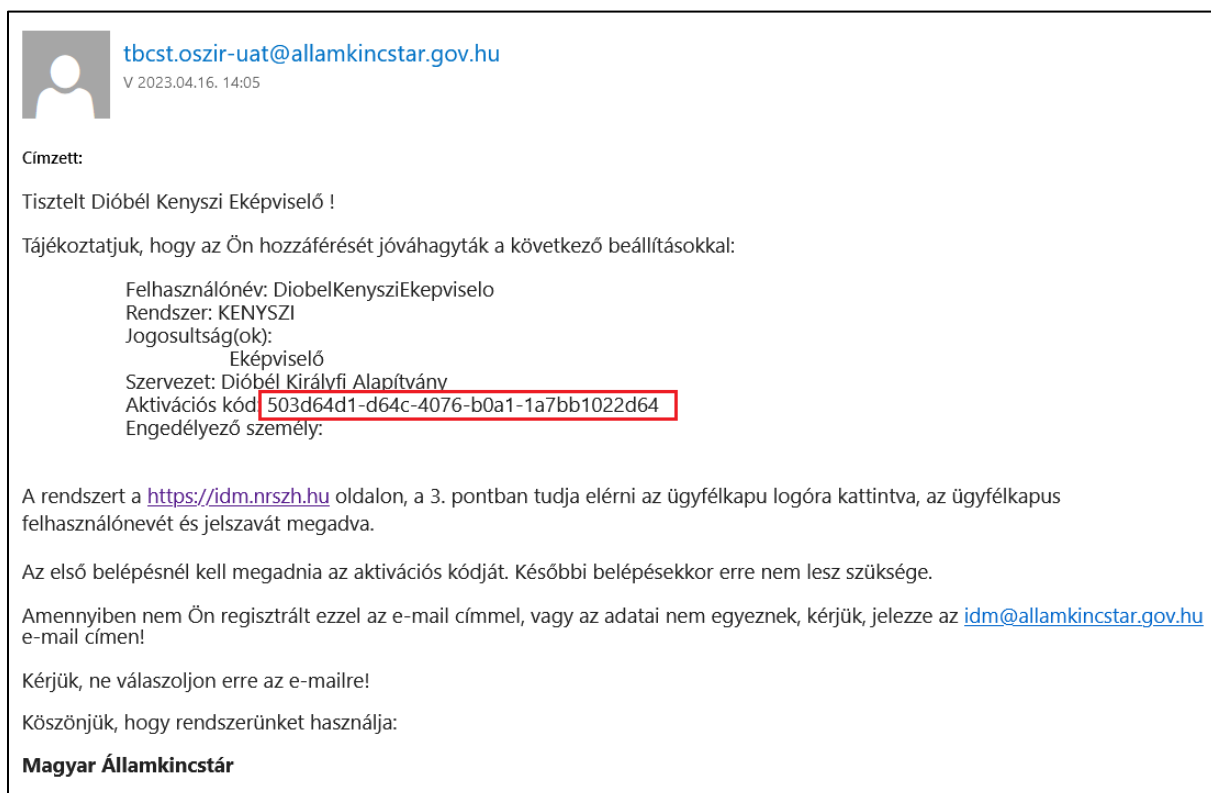 tbcst.oszir-uat@allamkincstar.gov.hu
V 2023.04.16. 14:05
Címzett:
Tisztelt Dióbél Kenyszi Eképviselő !
Tájékoztatjuk, hogy az Ön hozzáférését jóváhagyták a következő beállításokkal:
Felhasználónév: DiobelKenysziEkepviselo
Rendszer: KENYSZI
Jogosultság(ok):
Eképviselő
Szervezet: Dióbél Királyfi Alapítvány
Aktivációs kód: 503d64d1-d64c-4076-b0a1-1a7bb1022d64
Engedélyező személy:
A rendszert a https://idm.nrszh.hu oldalon, a 3. pontban tudja elérni az ügyfélkapu logóra kattintva, az ügyfélkapus
felhasználónevét és jelszavát megadva.
Az első belépésnél kell megadnia az aktivációs kódját. Későbbi belépésekkor erre nem lesz szüksége.
Amennyiben nem Ön regisztrált ezzel az e-mail címmel, vagy az adatai nem egyeznek, kérjük, jelezze az idm@allamkincstar.gov.hu
e-mail címen!
Kérjük, ne válaszoljon erre az e-mailre!
Köszönjük, hogy rendszerünket használja:
Magyar Államkincstár